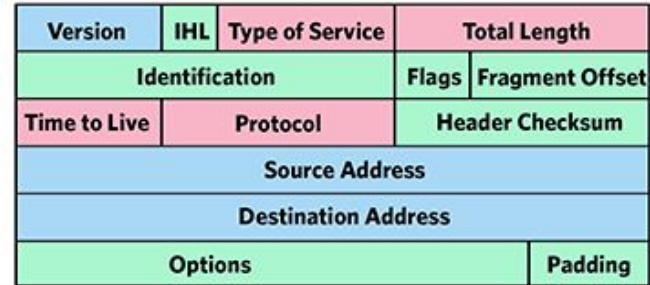 Version IHL Type of Service Total Length
Identification Flags Fragment Offset
Time to Live Protocol Header Checksum
Source Address
Destination Address
Options Padding